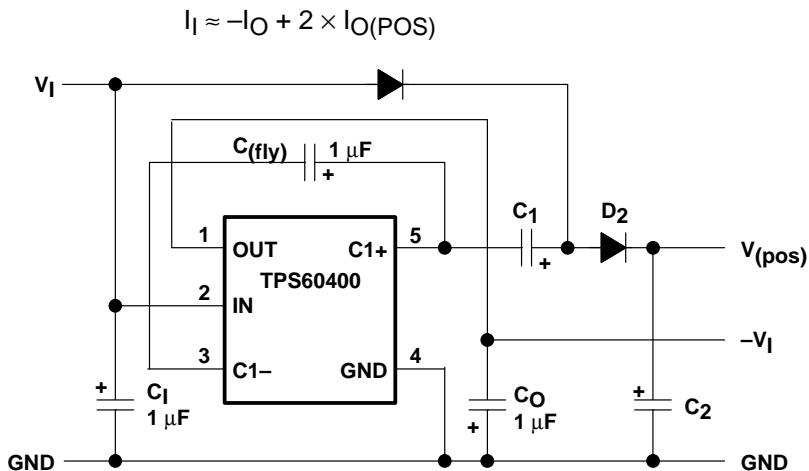 I_I ≈ –I_O + 2 × I_O(POS)
V_I
C_(fly)
1 μF
+
C_1
D_2
1
OUT
C1+
5
+
V_(pos)
TPS60400
2
IN
–V_I
3
C1–
GND
4
+
C_I
1 μF
C_O
1 μF
+
+
C_2
GND
GND